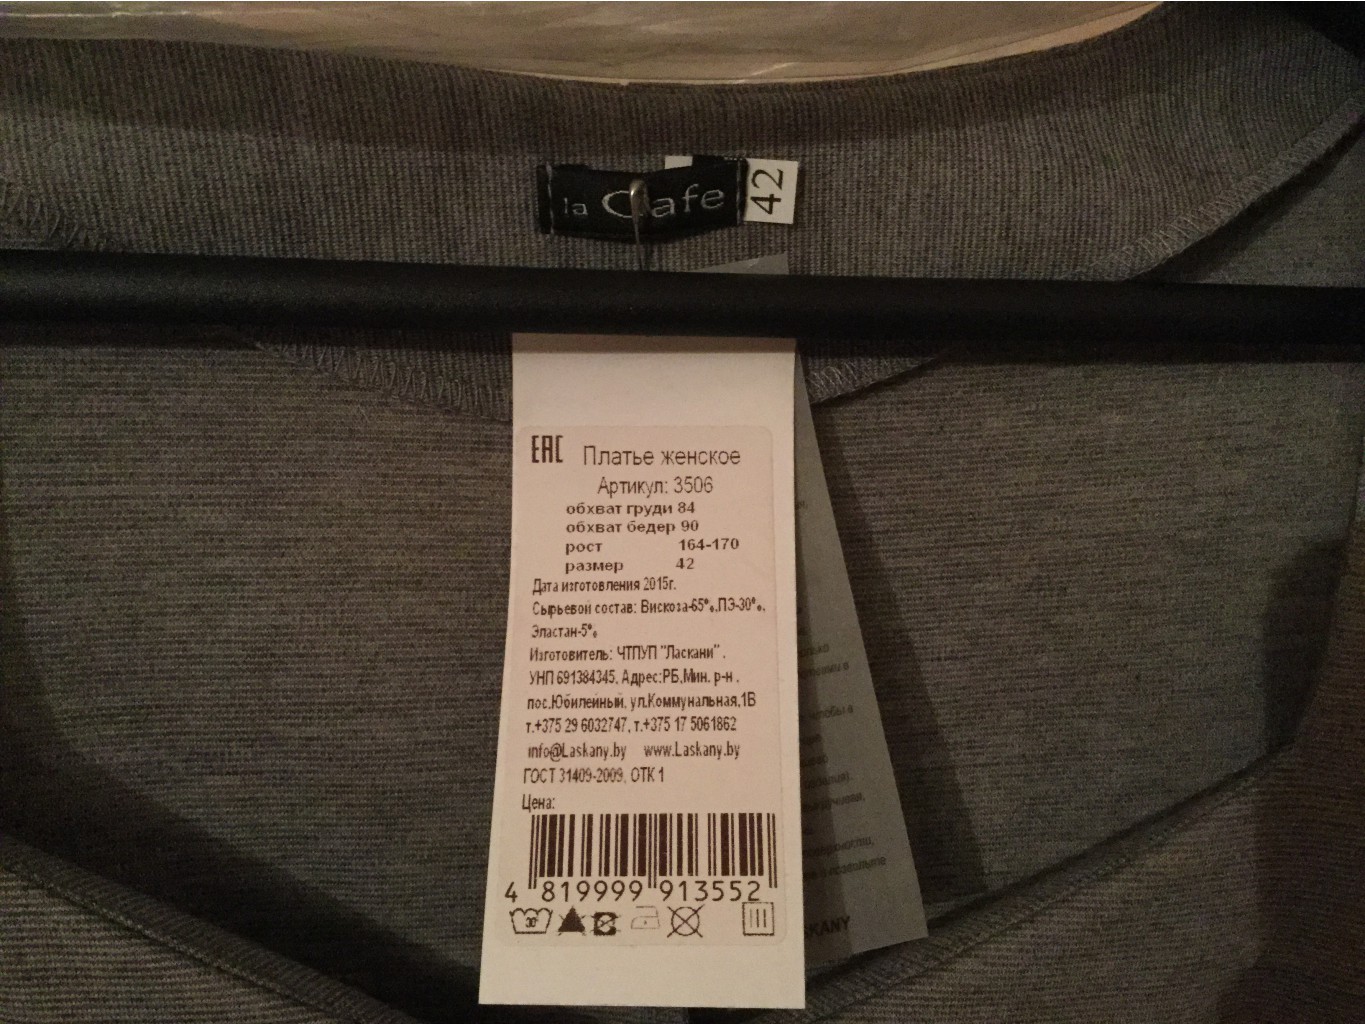 la Cafe
42
EAC Платье женское
Артикул: 3506
обхват груди 84
обхват бедер 90
рост 164-170
размер 42
Дата изготовления 2015г.
Сырьевой состав: Вискоза-65%,ПЭ-30%,
Эластан-5%
Изготовитель: ЧТПУП "Ласкани" .
УНП 691384345, Адрес:РБ,Мин. р-н ,
пос.Юбилейный, ул.Коммунальная,1В
т.+375 29 6032747, т.+375 17 5061862
info@Laskany.by www.Laskany.by
ГОСТ 31409-2009, ОТК 1
Цена:
4 819999 913552
30°